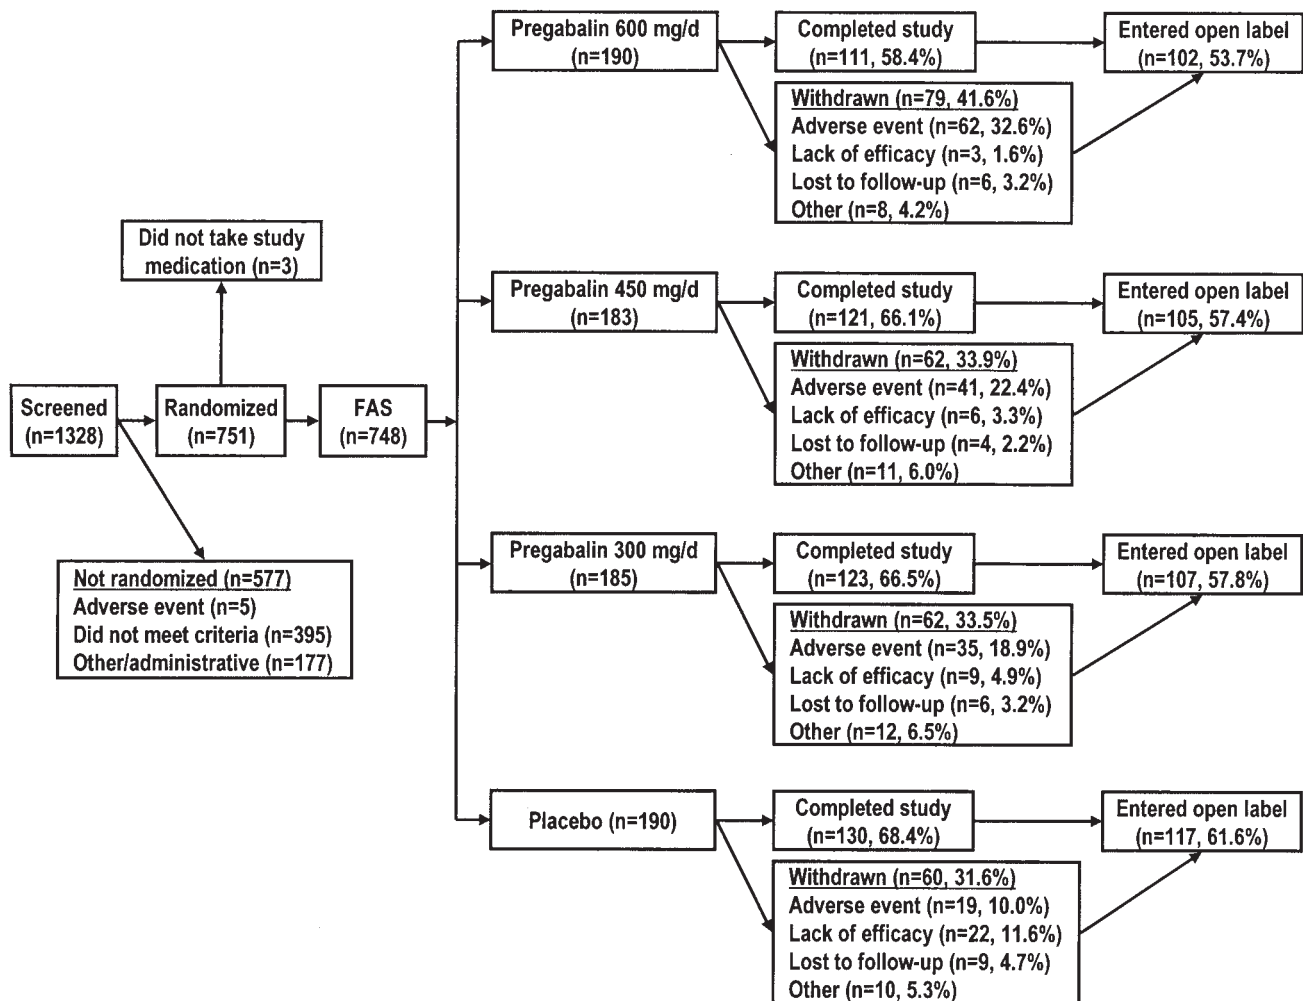 Pregabalin 600 mg/d
(n=190)
Completed study
(n=111, 58.4%)
Entered open label
(n=102, 53.7%)
Withdrawn (n=79, 41.6%)
Adverse event (n=62, 32.6%)
Lack of efficacy (n=3, 1.6%)
Lost to follow-up (n=6, 3.2%)
Other (n=8, 4.2%)
Did not take study
medication (n=3)
Pregabalin 450 mg/d
(n=183)
Completed study
(n=121, 66.1%)
Entered open label
(n=105, 57.4%)
Withdrawn (n=62, 33.9%)
Adverse event (n=41, 22.4%)
Lack of efficacy (n=6, 3.3%)
Lost to follow-up (n=4, 2.2%)
Other (n=11, 6.0%)
Screened
(n=1328)
Randomized
(n=751)
FAS
(n=748)
Not randomized (n=577)
Adverse event (n=5)
Did not meet criteria (n=395)
Other/administrative (n=177)
Pregabalin 300 mg/d
(n=185)
Completed study
(n=123, 66.5%)
Entered open label
(n=107, 57.8%)
Withdrawn (n=62, 33.5%)
Adverse event (n=35, 18.9%)
Lack of efficacy (n=9, 4.9%)
Lost to follow-up (n=6, 3.2%)
Other (n=12, 6.5%)
Placebo (n=190)
Completed study
(n=130, 68.4%)
Entered open label
(n=117, 61.6%)
Withdrawn (n=60, 31.6%)
Adverse event (n=19, 10.0%)
Lack of efficacy (n=22, 11.6%)
Lost to follow-up (n=9, 4.7%)
Other (n=10, 5.3%)